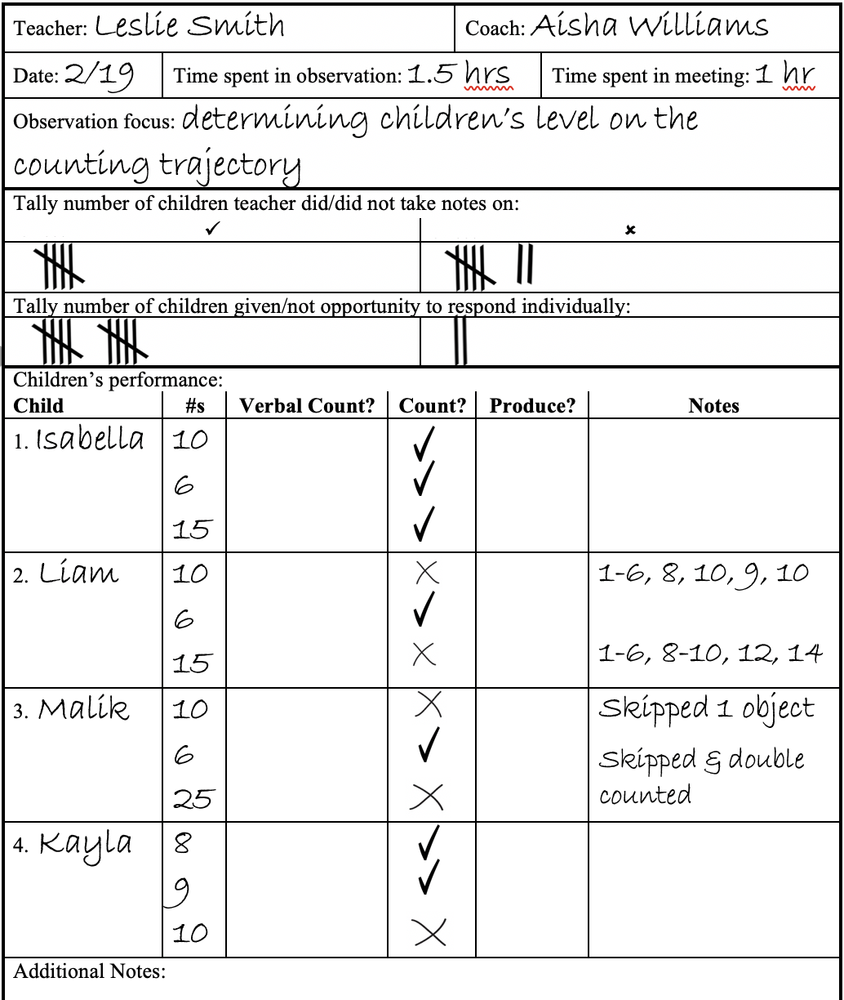 Teacher: Leslie Smith Coach: Aisha Williams
Date: 2/19 Time spent in observation: 1.5 hrs Time spent in meeting: 1 hr
Observation focus: determining children's level on the
counting trajectory
Tally number of children teacher did/did not take notes on:
✓ ×
Tally number of children given/not opportunity to respond individually:
Children's performance:
Child #s Verbal Count? Count? Produce? Notes
1. Isabella 10 ✓
6 ✓
15 ✓
2. Liam 10 X 1-6, 8, 10, 9, 10
6 ✓
15 X 1-6, 8-10, 12, 14
3. Malik 10 X Skipped 1 object
6 ✓ Skipped & double
25 X counted
4. Kayla 8 ✓
9 ✓
10 X
Additional Notes: